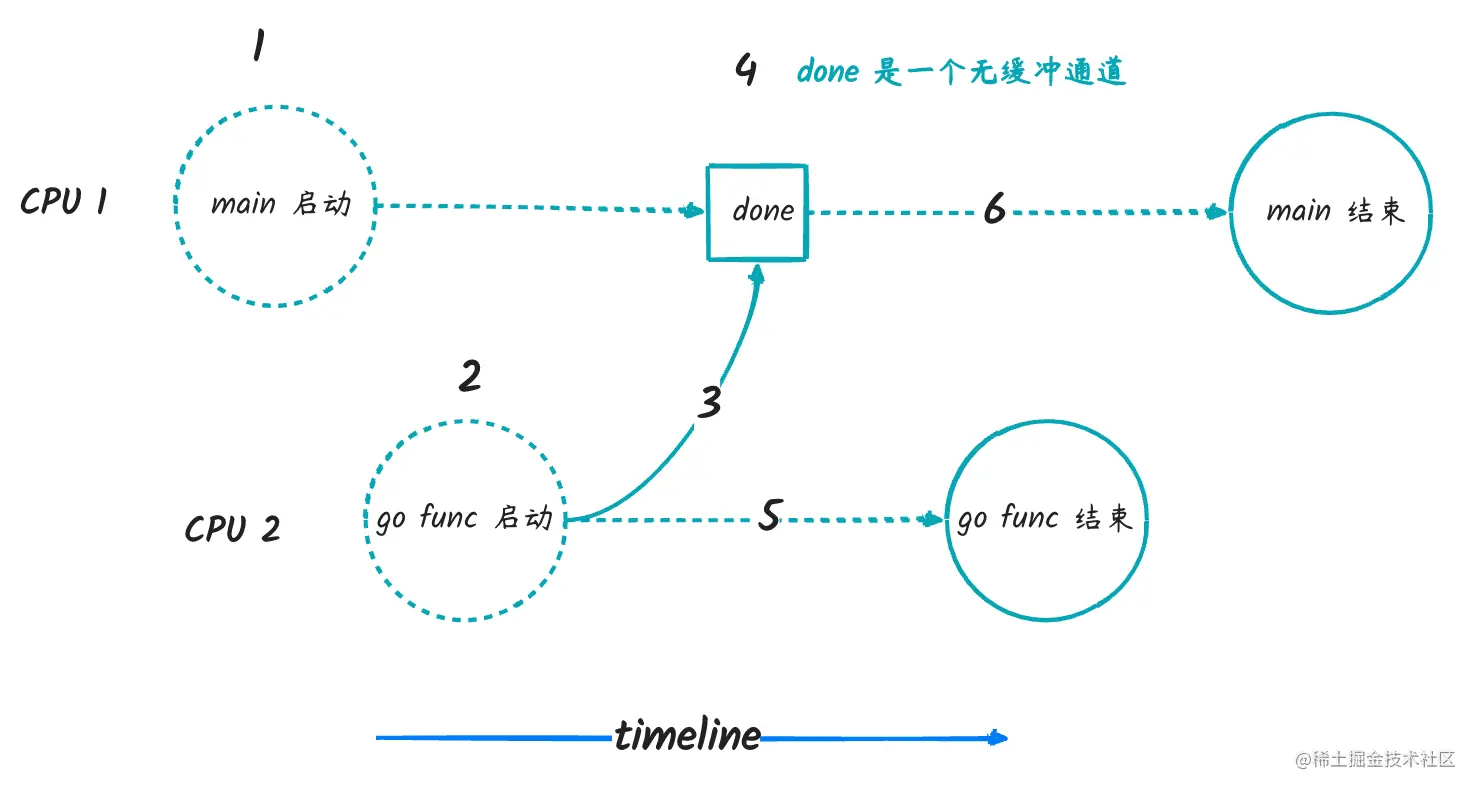 1
4 done 是一个无缓冲通道
CPU 1
main 启动
done
6
main 结束
2
3
CPU 2
go func 启动
5
go func 结束
timeline
@稀土掘金技术社区